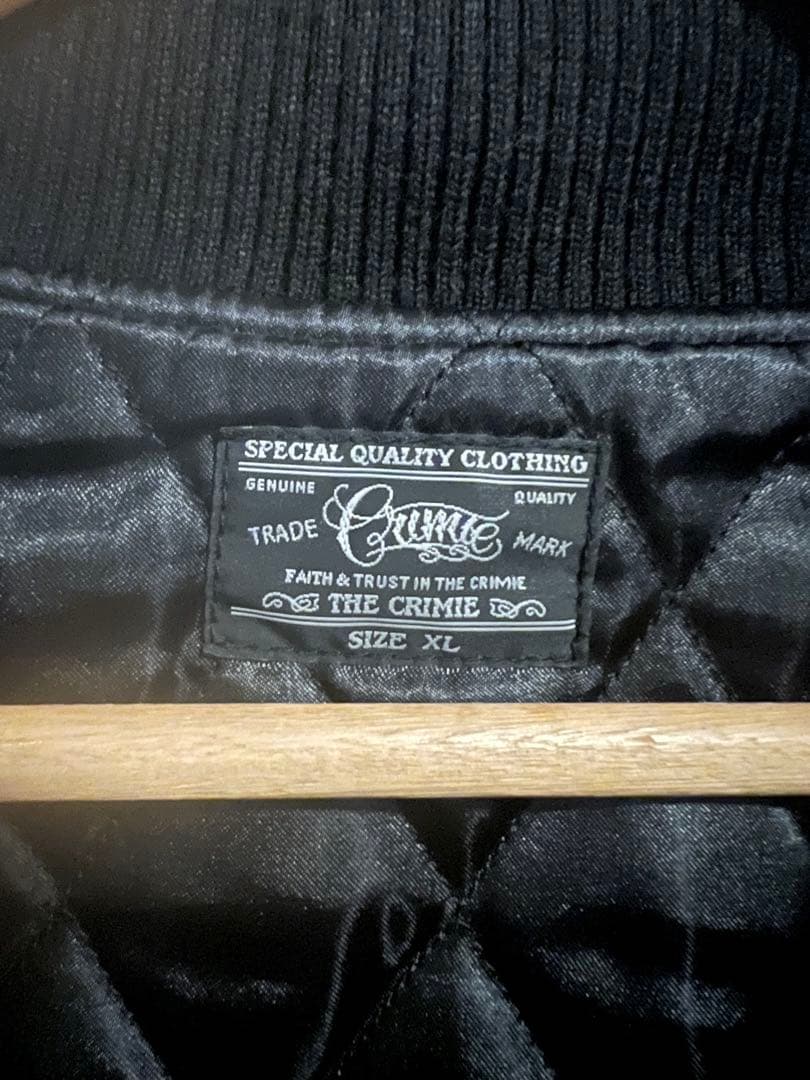 SPECIAL QUALITY CLOTHING
GENUINE QUALITY
TRADE Crimie MARK
FAITH & TRUST IN THE CRIMIE
THE CRIMIE
SIZE XL